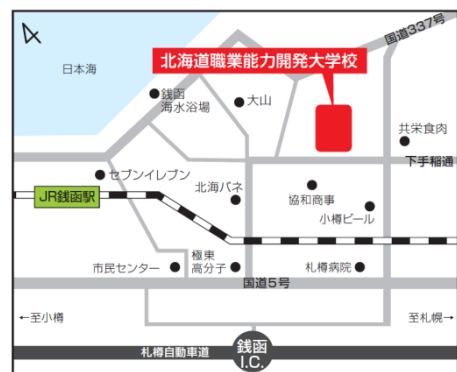 国道337号
日本海
北海道職業能力開発大学校
銭函
海水浴場
大山
共栄食肉
下手稲通
セブンイレブン
JR銭函駅
北海バネ
協和商事
小樽ビール
市民センター
極東
高分子
札樽病院
国道5号
←至小樽
至札幌→
札樽自動車道
銭函
I.C.